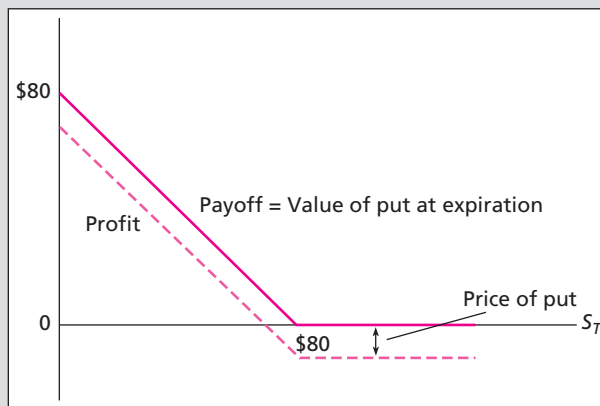 $80
Payoff = Value of put at expiration
Profit
Price of put
0
S_T
$80